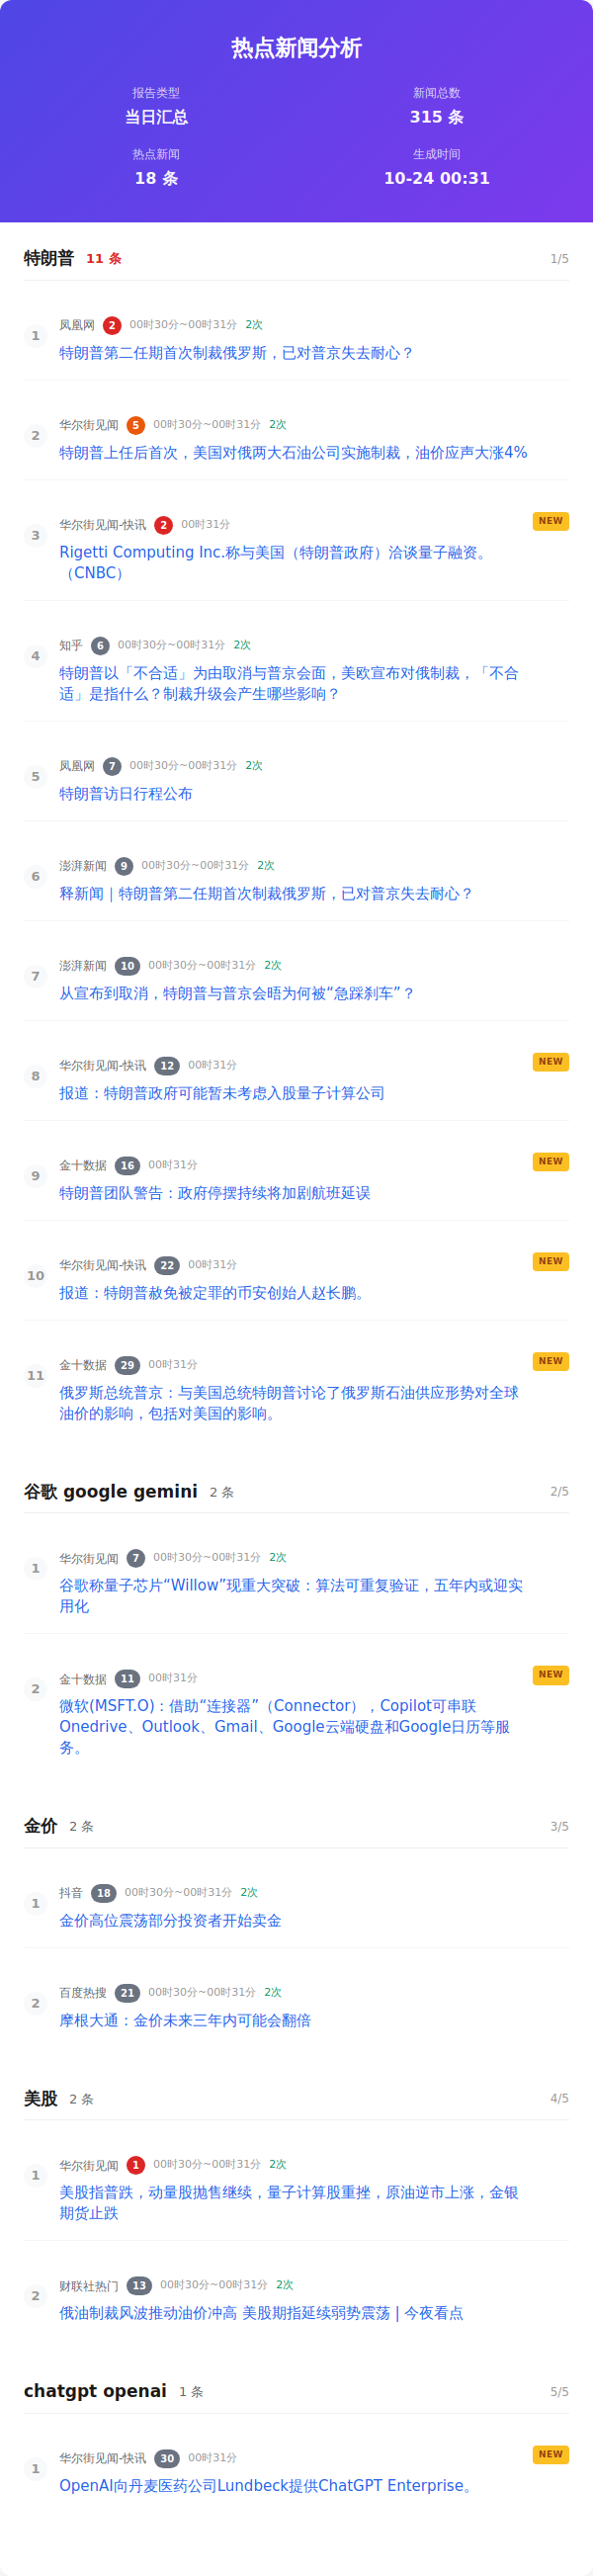 热点新闻分析
报告类型
新闻总数
当日汇总
315 条
热点新闻
生成时间
18 条
10-24 00:31
特朗普 11 条 1/5
1
凤凰网 2 00时30分~00时31分 2次
特朗普第二任期首次制裁俄罗斯，已对普京失去耐心？
2
华尔街见闻 5 00时30分~00时31分 2次
特朗普上任后首次，美国对俄两大石油公司实施制裁，油价应声大涨4%
3
华尔街见闻-快讯 2 00时31分 NEW
Rigetti Computing Inc.称与美国（特朗普政府）洽谈量子融资。
（CNBC）
4
知乎 6 00时30分~00时31分 2次
特朗普以「不合适」为由取消与普京会面，美欧宣布对俄制裁，「不合
适」是指什么？制裁升级会产生哪些影响？
5
凤凰网 7 00时30分~00时31分 2次
特朗普访日行程公布
6
澎湃新闻 9 00时30分~00时31分 2次
释新闻｜特朗普第二任期首次制裁俄罗斯，已对普京失去耐心？
7
澎湃新闻 10 00时30分~00时31分 2次
从宣布到取消，特朗普与普京会晤为何被“急踩刹车”？
8
华尔街见闻-快讯 12 00时31分 NEW
报道：特朗普政府可能暂未考虑入股量子计算公司
9
金十数据 16 00时31分 NEW
特朗普团队警告：政府停摆持续将加剧航班延误
10
华尔街见闻-快讯 22 00时31分 NEW
报道：特朗普赦免被定罪的币安创始人赵长鹏。
11
金十数据 29 00时31分 NEW
俄罗斯总统普京：与美国总统特朗普讨论了俄罗斯石油供应形势对全球
油价的影响，包括对美国的影响。
谷歌 google gemini 2 条 2/5
1
华尔街见闻 7 00时30分~00时31分 2次
谷歌称量子芯片“Willow”现重大突破：算法可重复验证，五年内或迎实
用化
2
金十数据 11 00时31分 NEW
微软(MSFT.O)：借助“连接器”（Connector），Copilot可串联
Onedrive、Outlook、Gmail、Google云端硬盘和Google日历等服
务。
金价 2 条 3/5
1
抖音 18 00时30分~00时31分 2次
金价高位震荡部分投资者开始卖金
2
百度热搜 21 00时30分~00时31分 2次
摩根大通：金价未来三年内可能会翻倍
美股 2 条 4/5
1
华尔街见闻 1 00时30分~00时31分 2次
美股指普跌，动量股抛售继续，量子计算股重挫，原油逆市上涨，金银
期货止跌
2
财联社热门 13 00时30分~00时31分 2次
俄油制裁风波推动油价冲高 美股期指延续弱势震荡 | 今夜看点
chatgpt openai 1 条 5/5
1
华尔街见闻-快讯 30 00时31分 NEW
OpenAI向丹麦医药公司Lundbeck提供ChatGPT Enterprise。